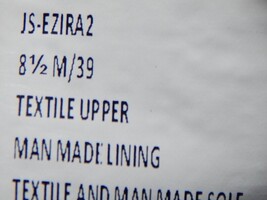 JS-EZIRA2
8½ M/39
TEXTILE UPPER
MAN MADE LINING
TEXTILE AND MAN MADE SOLE